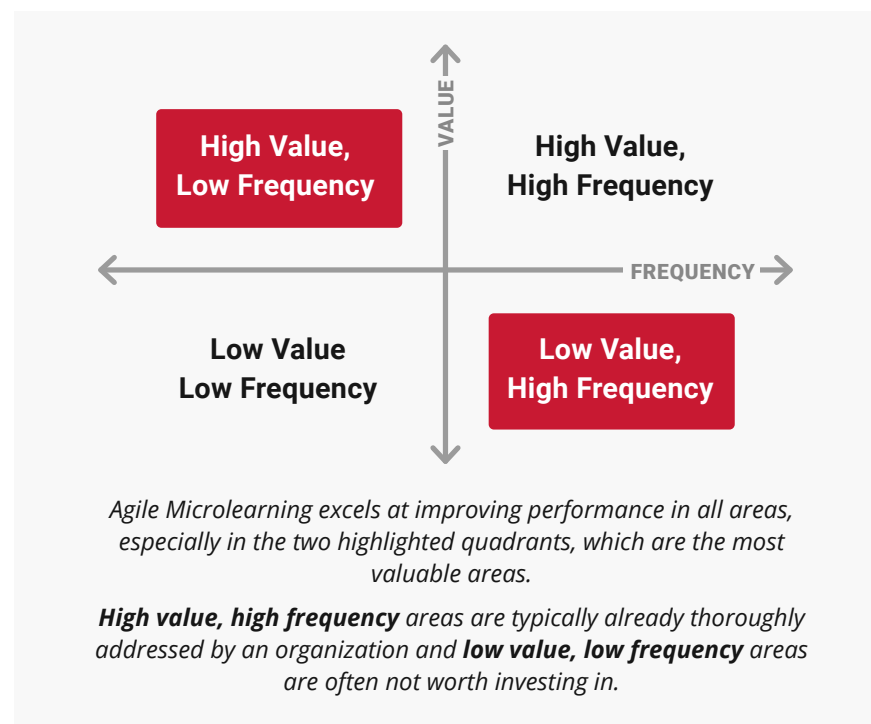 VALUE
High Value,
Low Frequency
High Value,
High Frequency
FREQUENCY
Low Value
Low Frequency
Low Value,
High Frequency
Agile Microlearning excels at improving performance in all areas,
especially in the two highlighted quadrants, which are the most
valuable areas.
High value, high frequency areas are typically already thoroughly
addressed by an organization and low value, low frequency areas
are often not worth investing in.